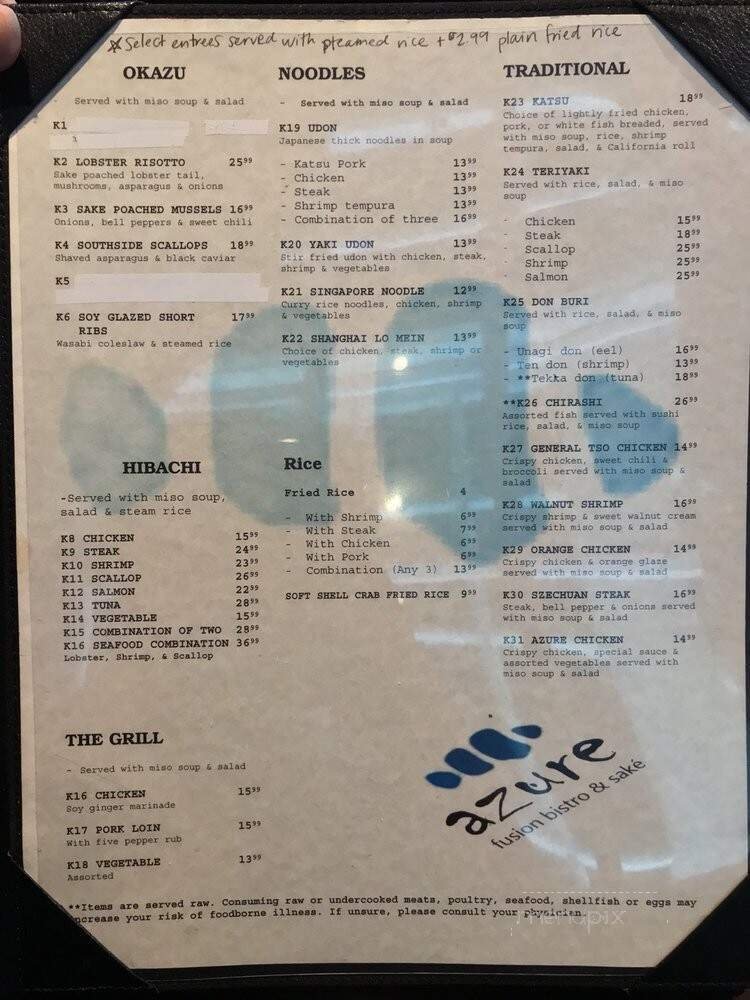 *Select entrees served with steamed rice + $2.99 plain fried rice
OKAZU
Served with miso soup & salad
K1
K2 LOBSTER RISOTTO 25⁹⁹
Sake poached lobster tail,
mushrooms, asparagus & onions
K3 SAKE POACHED MUSSELS 16⁹⁹
Onions, bell peppers & sweet chili
K4 SOUTHSIDE SCALLOPS 18⁹⁹
Shaved asparagus & black caviar
K5
K6 SOY GLAZED SHORT 17⁹⁹
RIBS
Wasabi coleslaw & steamed rice
HIBACHI
-Served with miso soup,
salad & steam rice
K8 CHICKEN 15⁹⁹
K9 STEAK 24⁹⁹
K10 SHRIMP 23⁹⁹
K11 SCALLOP 26⁹⁹
K12 SALMON 22⁹⁹
K13 TUNA 28⁹⁹
K14 VEGETABLE 15⁹⁹
K15 COMBINATION OF TWO 28⁹⁹
K16 SEAFOOD COMBINATION 36⁹⁹
Lobster, Shrimp, & Scallop
THE GRILL
- Served with miso soup & salad
K16 CHICKEN 15⁹⁹
Soy ginger marinade
K17 PORK LOIN 15⁹⁹
With five pepper rub
K18 VEGETABLE 13⁹⁹
Assorted
NOODLES
- Served with miso soup & salad
K19 UDON
Japanese thick noodles in soup
- Katsu Pork 13⁹⁹
- Chicken 13⁹⁹
- Steak 13⁹⁹
- Shrimp tempura 13⁹⁹
- Combination of three 16⁹⁹
K20 YAKI UDON 13⁹⁹
Stir fried udon with chicken, steak,
shrimp & vegetables
K21 SINGAPORE NOODLE 12⁹⁹
Curry rice noodles, chicken, shrimp
& vegetables
K22 SHANGHAI LO MEIN 13⁹⁹
Choice of chicken, steak, shrimp or
vegetables
Rice
Fried Rice 4
- With Shrimp 6⁹⁹
- With Steak 7⁹⁹
- With Chicken 6⁹⁹
- With Pork 6⁹⁹
- Combination (Any 3) 13⁹⁹
SOFT SHELL CRAB FRIED RICE 9⁹⁹
TRADITIONAL
K23 KATSU 18⁹⁹
Choice of lightly fried chicken,
pork, or white fish breaded, served
with miso soup, rice, shrimp
tempura, salad, & California roll
K24 TERIYAKI
Served with rice, salad, & miso
soup
- Chicken 15⁹⁹
- Steak 18⁹⁹
- Scallop 25⁹⁹
- Shrimp 25⁹⁹
- Salmon 25⁹⁹
K25 DON BURI
Served with rice, salad, & miso
soup
- Unagi don (eel) 16⁹⁹
- Ten don (shrimp) 13⁹⁹
- **Tekka don (tuna) 18⁹⁹
**K26 CHIRASHI 26⁹⁹
Assorted fish served with sushi
rice, salad, & miso soup
K27 GENERAL TSO CHICKEN 14⁹⁹
Crispy chicken, sweet chili &
broccoli served with miso soup &
salad
K28 WALNUT SHRIMP 16⁹⁹
Crispy shrimp & sweet walnut cream
served with miso soup & salad
K29 ORANGE CHICKEN 14⁹⁹
Crispy chicken & orange glaze
served with miso soup & salad
K30 SZECHUAN STEAK 16⁹⁹
Steak, bell pepper & onions served
with miso soup & salad
K31 AZURE CHICKEN 14⁹⁹
Crispy chicken, special sauce &
assorted vegetables served with
miso soup & salad
azure
fusion bistro & saké
**Items are served raw. Consuming raw or undercooked meats, poultry, seafood, shellfish or eggs may
increase your risk of foodborne illness. If unsure, please consult your physician.
menupix